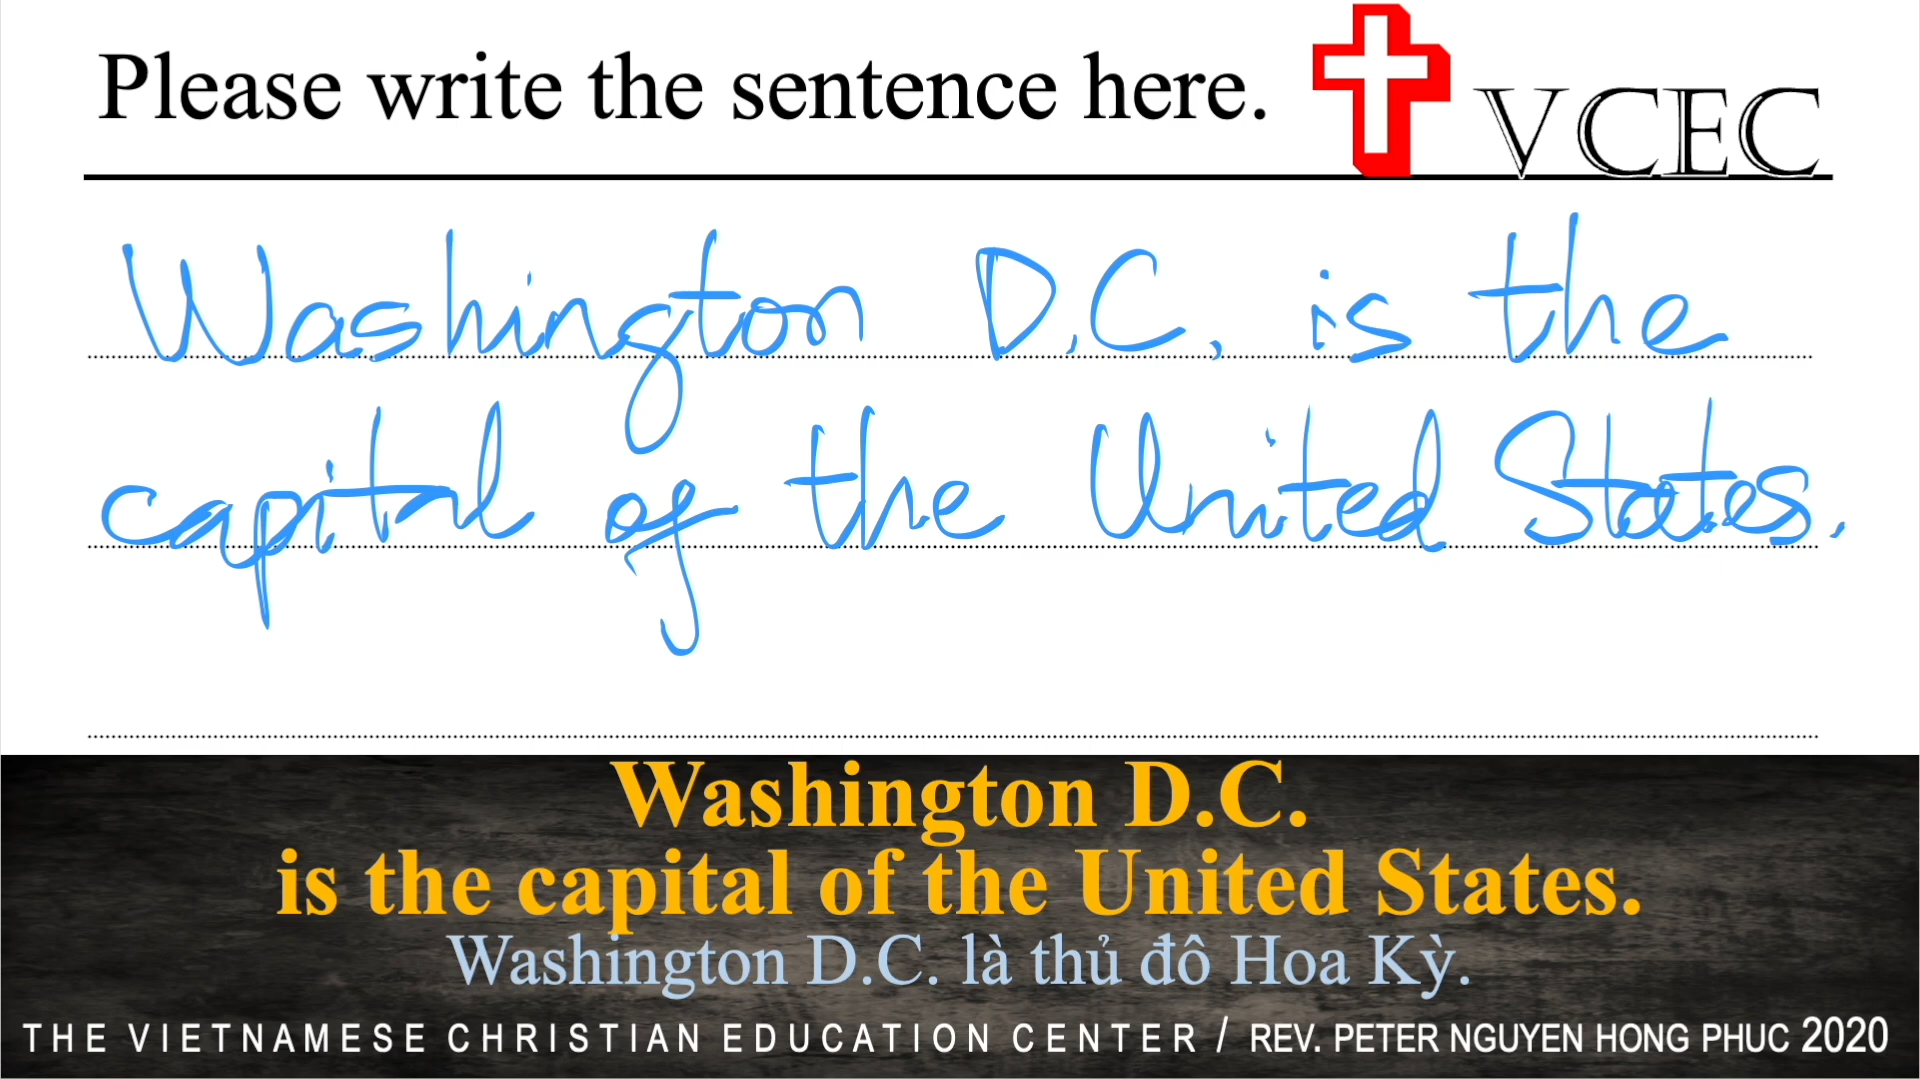 Please write the sentence here.
VCEC
Washington D.C. is the
capital of the United States.
Washington D.C.
is the capital of the United States.
Washington D.C. là thủ đô Hoa Kỳ.
THE VIETNAMESE CHRISTIAN EDUCATION CENTER / REV. PETER NGUYEN HONG PHUC 2020